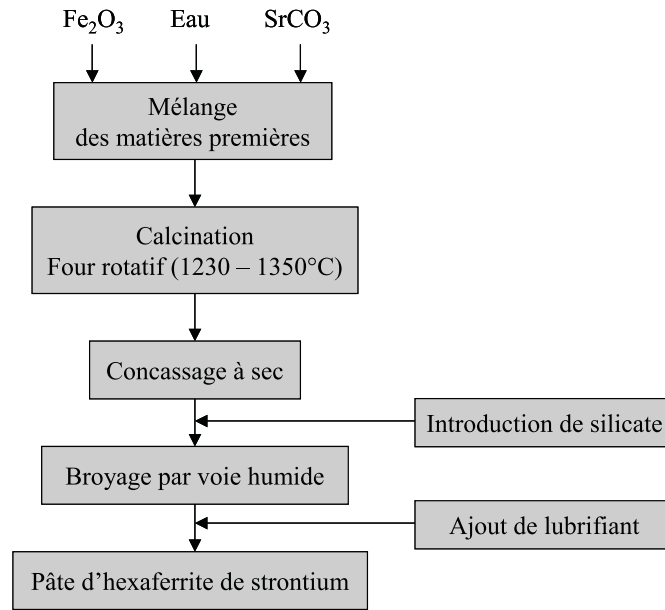 Fe₂O₃ Eau SrCO₃
Mélange
des matières premières
Calcination
Four rotatif (1230 – 1350°C)
Concassage à sec
Introduction de silicate
Broyage par voie humide
Ajout de lubrifiant
Pâte d’hexaferrite de strontium